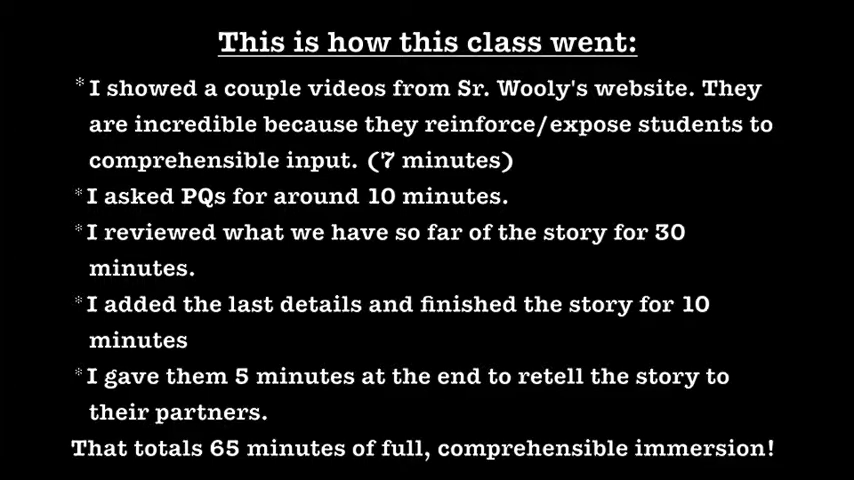 This is how this class went:
*I showed a couple videos from Sr. Wooly's website. They
are incredible because they reinforce/expose students to
comprehensible input. (7 minutes)
*I asked PQs for around 10 minutes.
*I reviewed what we have so far of the story for 30
minutes.
*I added the last details and finished the story for 10
minutes
*I gave them 5 minutes at the end to retell the story to
their partners.
That totals 65 minutes of full, comprehensible immersion!